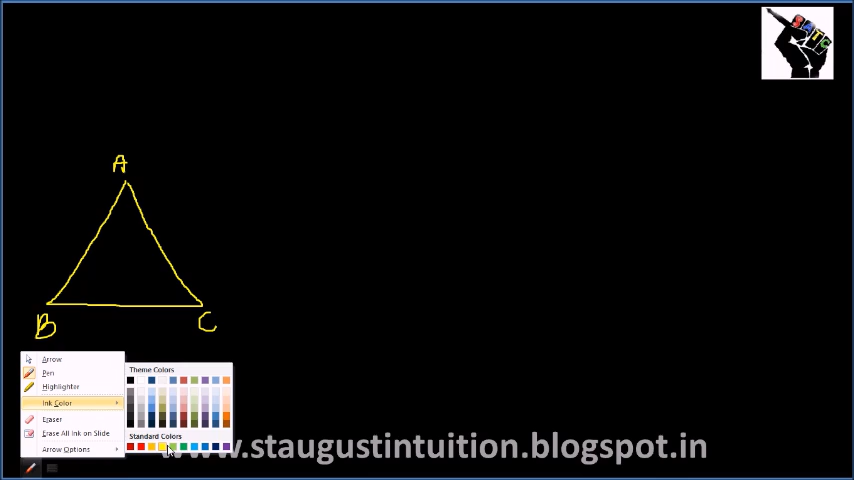 SATC
A
B
C
Arrow
Pen
Highlighter
Ink Color
Eraser
Erase All Ink on Slide
Arrow Options
Theme Colors
Standard Colors
www.staugustintuition.blogspot.in